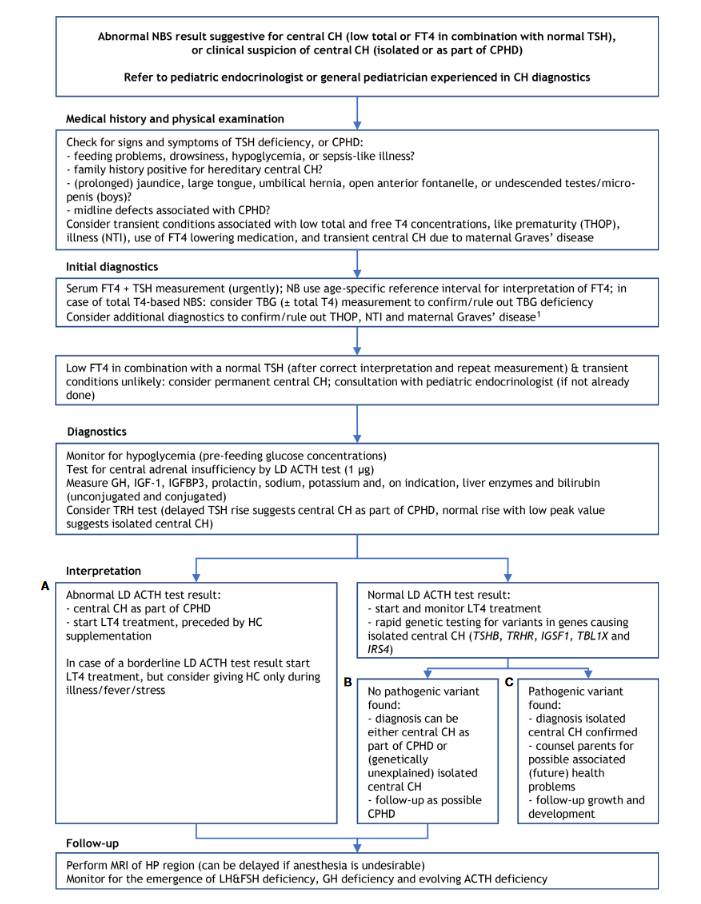 Abnormal NBS result suggestive for central CH (low total or FT4 in combination with normal TSH),
or clinical suspicion of central CH (isolated or as part of CPHD)
Refer to pediatric endocrinologist or general pediatrician experienced in CH diagnostics
Medical history and physical examination
Check for signs and symptoms of TSH deficiency, or CPHD:
- feeding problems, drowsiness, hypoglycemia, or sepsis-like illness?
- family history positive for hereditary central CH?
- (prolonged) jaundice, large tongue, umbilical hernia, open anterior fontanelle, or undescended testes/micro-
penis (boys)?
- midline defects associated with CPHD?
Consider transient conditions associated with low total and free T4 concentrations, like prematurity (THOP),
illness (NTI), use of FT4 lowering medication, and transient central CH due to maternal Graves' disease
Initial diagnostics
Serum FT4 + TSH measurement (urgently); NB use age-specific reference interval for interpretation of FT4; in
case of total T4-based NBS: consider TBG (± total T4) measurement to confirm/rule out TBG deficiency
Consider additional diagnostics to confirm/rule out THOP, NTI and maternal Graves' disease¹
Low FT4 in combination with a normal TSH (after correct interpretation and repeat measurement) & transient
conditions unlikely: consider permanent central CH; consultation with pediatric endocrinologist (if not already
done)
Diagnostics
Monitor for hypoglycemia (pre-feeding glucose concentrations)
Test for central adrenal insufficiency by LD ACTH test (1 µg)
Measure GH, IGF-1, IGFBP3, prolactin, sodium, potassium and, on indication, liver enzymes and bilirubin
(unconjugated and conjugated)
Consider TRH test (delayed TSH rise suggests central CH as part of CPHD, normal rise with low peak value
suggests isolated central CH)
Interpretation
A
Abnormal LD ACTH test result:
- central CH as part of CPHD
- start LT4 treatment, preceded by HC
supplementation
In case of a borderline LD ACTH test result start
LT4 treatment, but consider giving HC only during
illness/fever/stress
Normal LD ACTH test result:
- start and monitor LT4 treatment
- rapid genetic testing for variants in genes causing
isolated central CH (TSHB, TRHR, IGSF1, TBL1X and
IRS4)
B
No pathogenic variant
found:
- diagnosis can be
either central CH as
part of CPHD or
(genetically
unexplained) isolated
central CH
- follow-up as possible
CPHD
C
Pathogenic variant
found:
- diagnosis isolated
central CH confirmed
- counsel parents for
possible associated
(future) health
problems
- follow-up growth and
development
Follow-up
Perform MRI of HP region (can be delayed if anesthesia is undesirable)
Monitor for the emergence of LH&FSH deficiency, GH deficiency and evolving ACTH deficiency